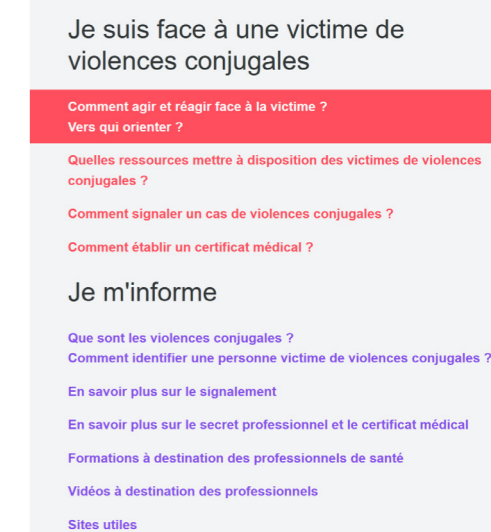 Je suis face à une victime de
violences conjugales
Comment agir et réagir face à la victime ?
Vers qui orienter ?
Quelles ressources mettre à disposition des victimes de violences
conjugales ?
Comment signaler un cas de violences conjugales ?
Comment établir un certificat médical ?
Je m'informe
Que sont les violences conjugales ?
Comment identifier une personne victime de violences conjugales ?
En savoir plus sur le signalement
En savoir plus sur le secret professionnel et le certificat médical
Formations à destination des professionnels de santé
Vidéos à destination des professionnels
Sites utiles